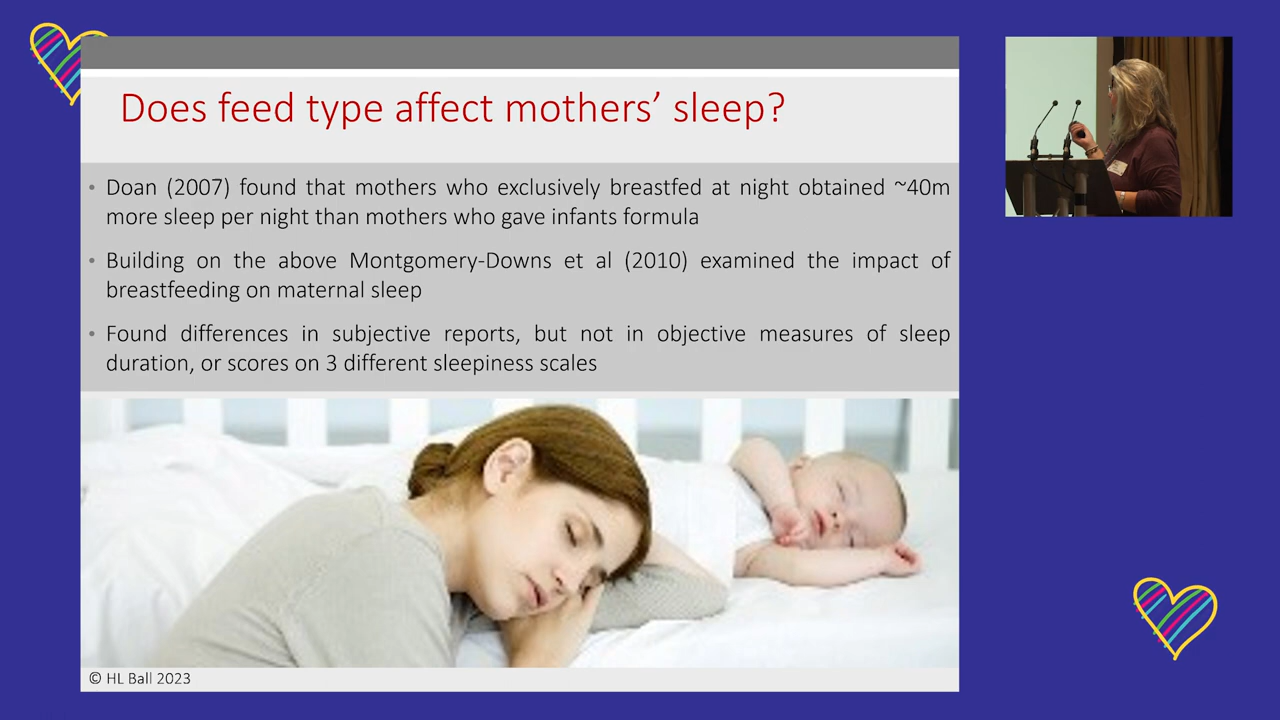 Does feed type affect mothers’ sleep?
• Doan (2007) found that mothers who exclusively breastfed at night obtained ~40m
more sleep per night than mothers who gave infants formula
• Building on the above Montgomery-Downs et al (2010) examined the impact of
breastfeeding on maternal sleep
• Found differences in subjective reports, but not in objective measures of sleep
duration, or scores on 3 different sleepiness scales
© HL Ball 2023